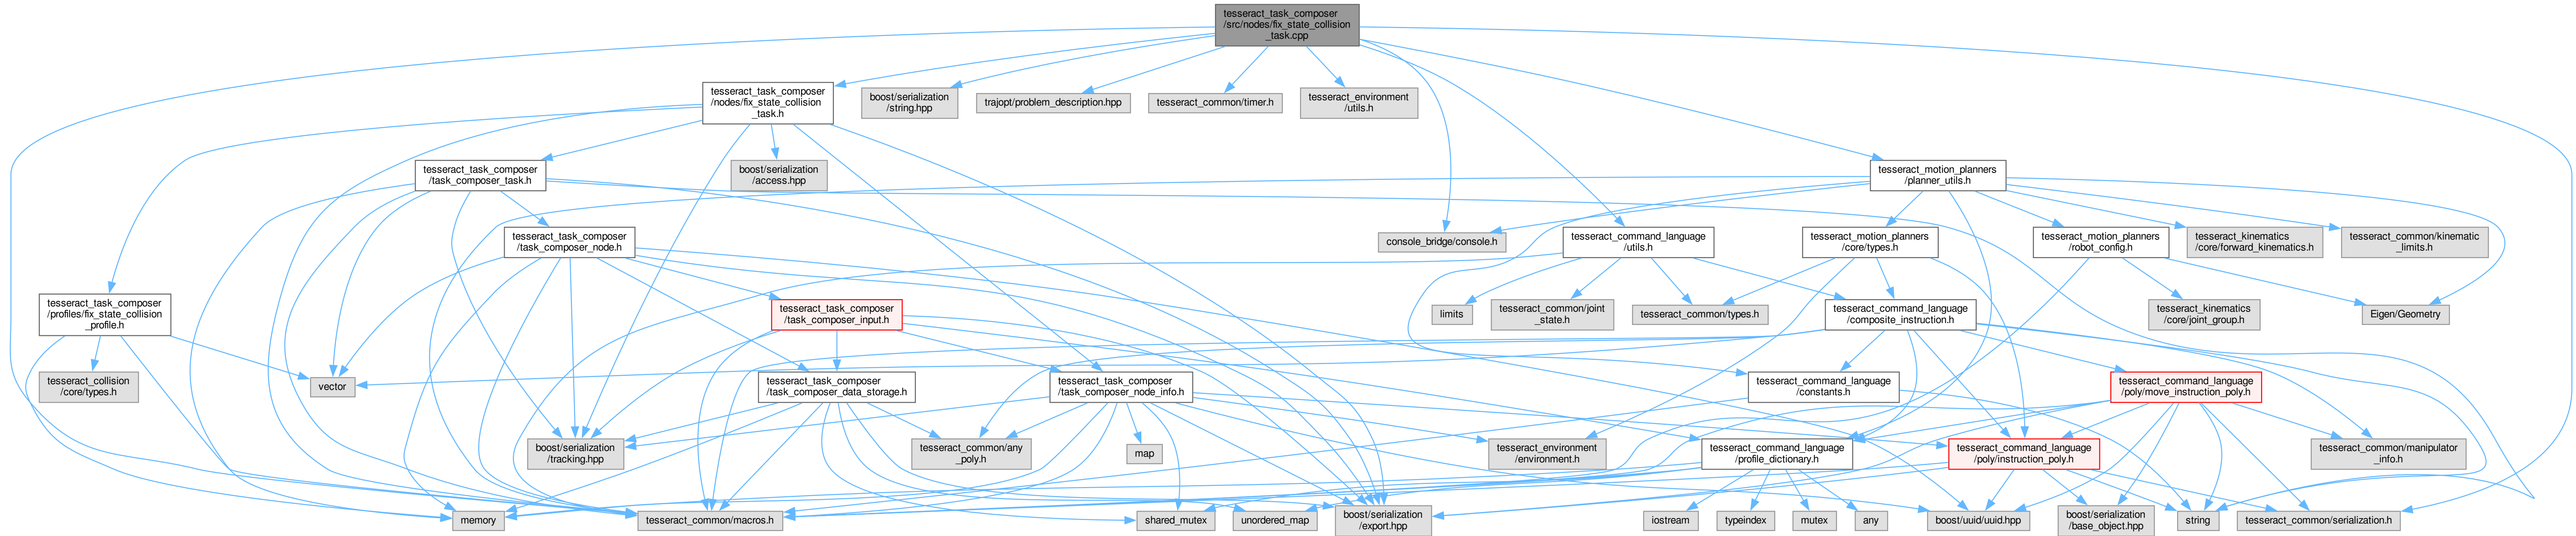 tesseract_task_composer
/src/nodes/fix_state_collision
_task.cpp
tesseract_task_composer
/nodes/fix_state_collision
_task.h
boost/serialization
/string.hpp
trajopt/problem_description.hpp
tesseract_common/timer.h
tesseract_environment
/utils.h
tesseract_task_composer
/task_composer_task.h
boost/serialization
/access.hpp
tesseract_motion_planners
/planner_utils.h
tesseract_task_composer
/task_composer_node.h
console_bridge/console.h
tesseract_command_language
/utils.h
tesseract_motion_planners
/core/types.h
tesseract_motion_planners
/robot_config.h
tesseract_kinematics
/core/forward_kinematics.h
tesseract_common/kinematic
_limits.h
tesseract_task_composer
/profiles/fix_state_collision
_profile.h
tesseract_task_composer
/task_composer_input.h
limits
tesseract_common/joint
_state.h
tesseract_common/types.h
tesseract_command_language
/composite_instruction.h
tesseract_kinematics
/core/joint_group.h
Eigen/Geometry
tesseract_collision
/core/types.h
vector
tesseract_task_composer
/task_composer_data_storage.h
tesseract_task_composer
/task_composer_node_info.h
tesseract_command_language
/constants.h
tesseract_command_language
/poly/move_instruction_poly.h
boost/serialization
/tracking.hpp
tesseract_common/any
_poly.h
map
tesseract_environment
/environment.h
tesseract_command_language
/profile_dictionary.h
tesseract_command_language
/poly/instruction_poly.h
tesseract_common/manipulator
_info.h
memory
tesseract_common/macros.h
shared_mutex
unordered_map
boost/serialization
/export.hpp
iostream
typeindex
mutex
any
boost/uuid/uuid.hpp
boost/serialization
/base_object.hpp
string
tesseract_common/serialization.h